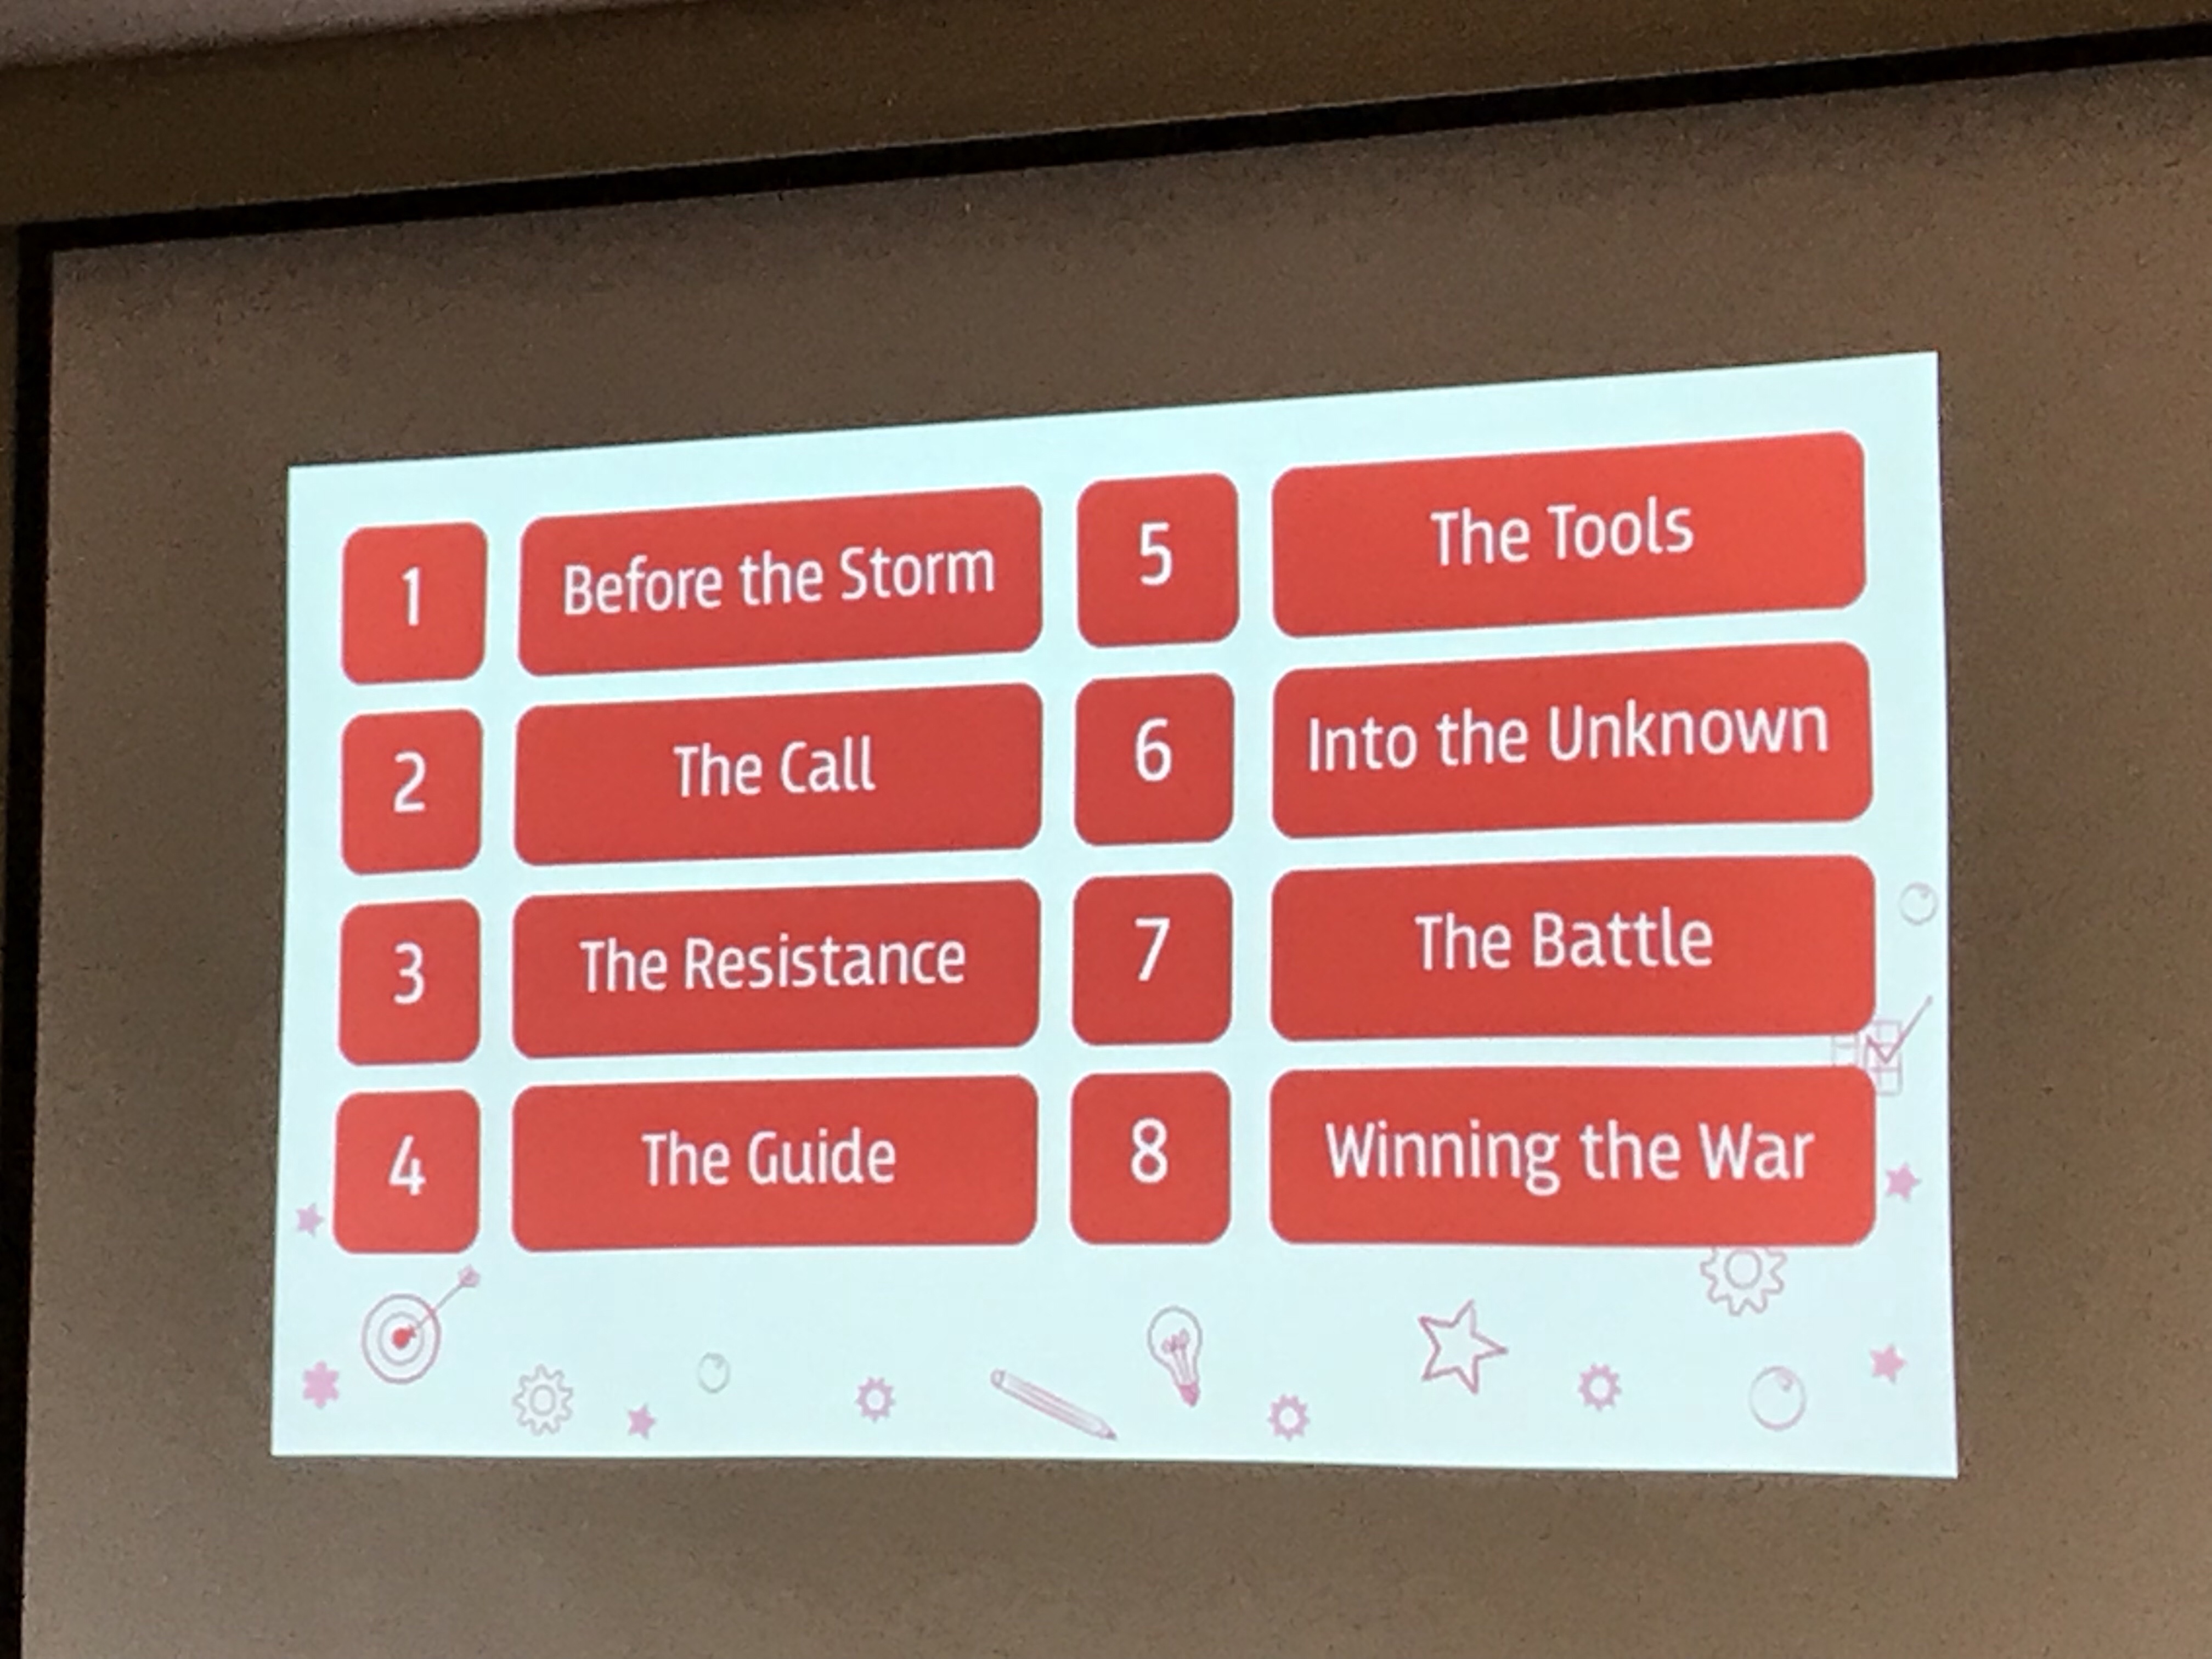 1 Before the Storm
2 The Call
3 The Resistance
4 The Guide
5 The Tools
6 Into the Unknown
7 The Battle
8 Winning the War